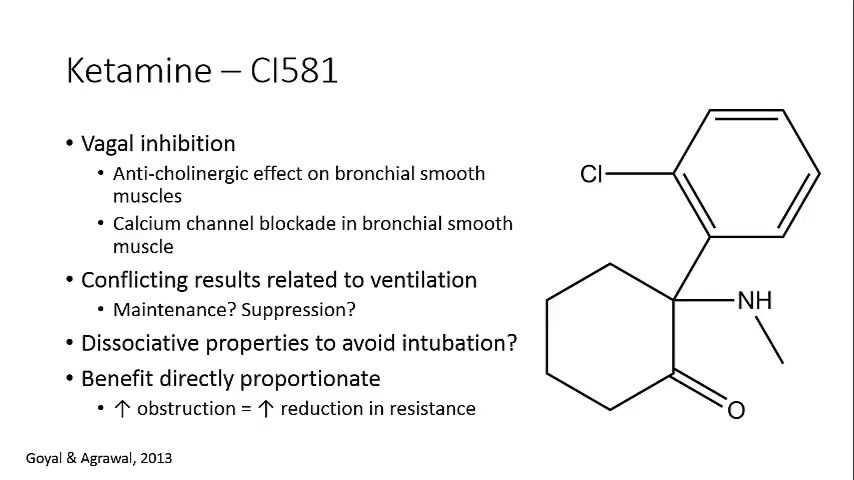 Ketamine – CI581
• Vagal inhibition
• Anti-cholinergic effect on bronchial smooth
muscles
• Calcium channel blockade in bronchial smooth
muscle
• Conflicting results related to ventilation
• Maintenance? Suppression?
• Dissociative properties to avoid intubation?
• Benefit directly proportionate
• ↑ obstruction = ↑ reduction in resistance
Goyal & Agrawal, 2013
Cl
NH
O